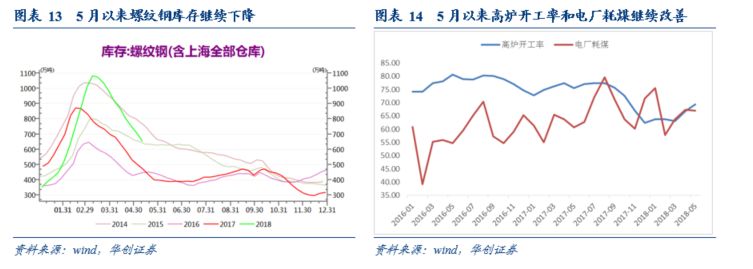 图表 13 5 月以来螺纹钢库存继续下降
库存:螺纹钢(含上海全部仓库)
(万吨) (万吨)
1100 1100
1000 1000
900 900
800 800
700 700
600 600
500 500
400 400
300 300
01.31 02.29 03.31 04.30 05.31 06.30 07.31 08.31 09.30 10.31 11.30 12.31
2014 2015 2016 2017 2018
资料来源：wind，华创证券
图表 14 5 月以来高炉开工率和电厂耗煤继续改善
高炉开工率 电厂耗煤
85.00
80.00
75.00
70.00
65.00
60.00
55.00
50.00
45.00
40.00
35.00
2016-01 2016-03 2016-05 2016-07 2016-09 2016-11 2017-01 2017-03 2017-05 2017-07 2017-09 2017-11 2018-01 2018-03 2018-05
资料来源：wind，华创证券